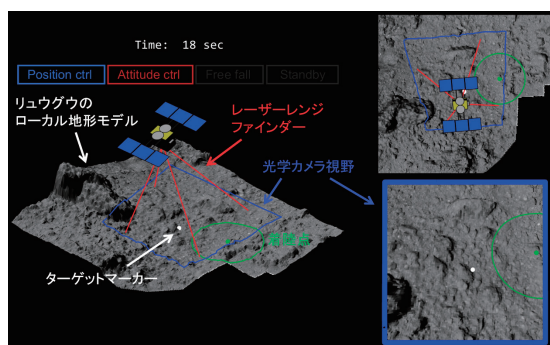 Time: 18 sec
Position ctrl
Attitude ctrl
Free fall
Standby
リュウグウの
ローカル地形モデル
レーザーレンジ
ファインダー
光学カメラ視野
着陸点
ターゲットマーカー